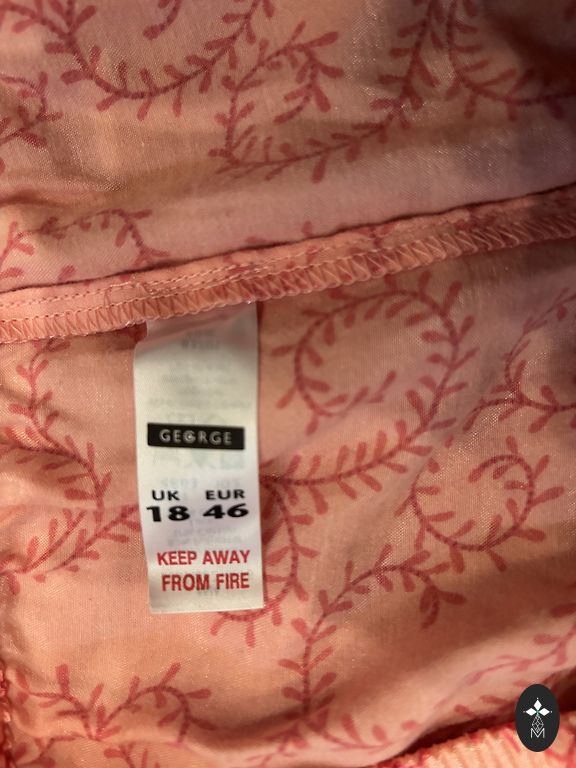 GEORGE
UK EUR
18 46
KEEP AWAY
FROM FIRE